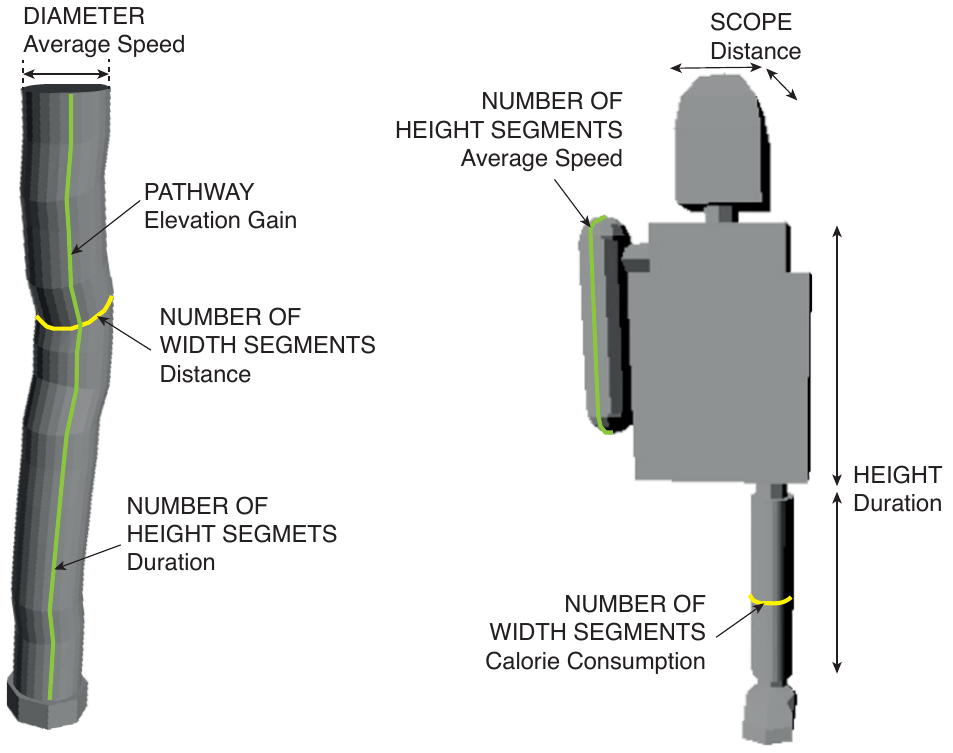 DIAMETER
Average Speed
PATHWAY
Elevation Gain
NUMBER OF
WIDTH SEGMENTS
Distance
NUMBER OF
HEIGHT SEGMETS
Duration
SCOPE
Distance
NUMBER OF
HEIGHT SEGMENTS
Average Speed
HEIGHT
Duration
NUMBER OF
WIDTH SEGMENTS
Calorie Consumption